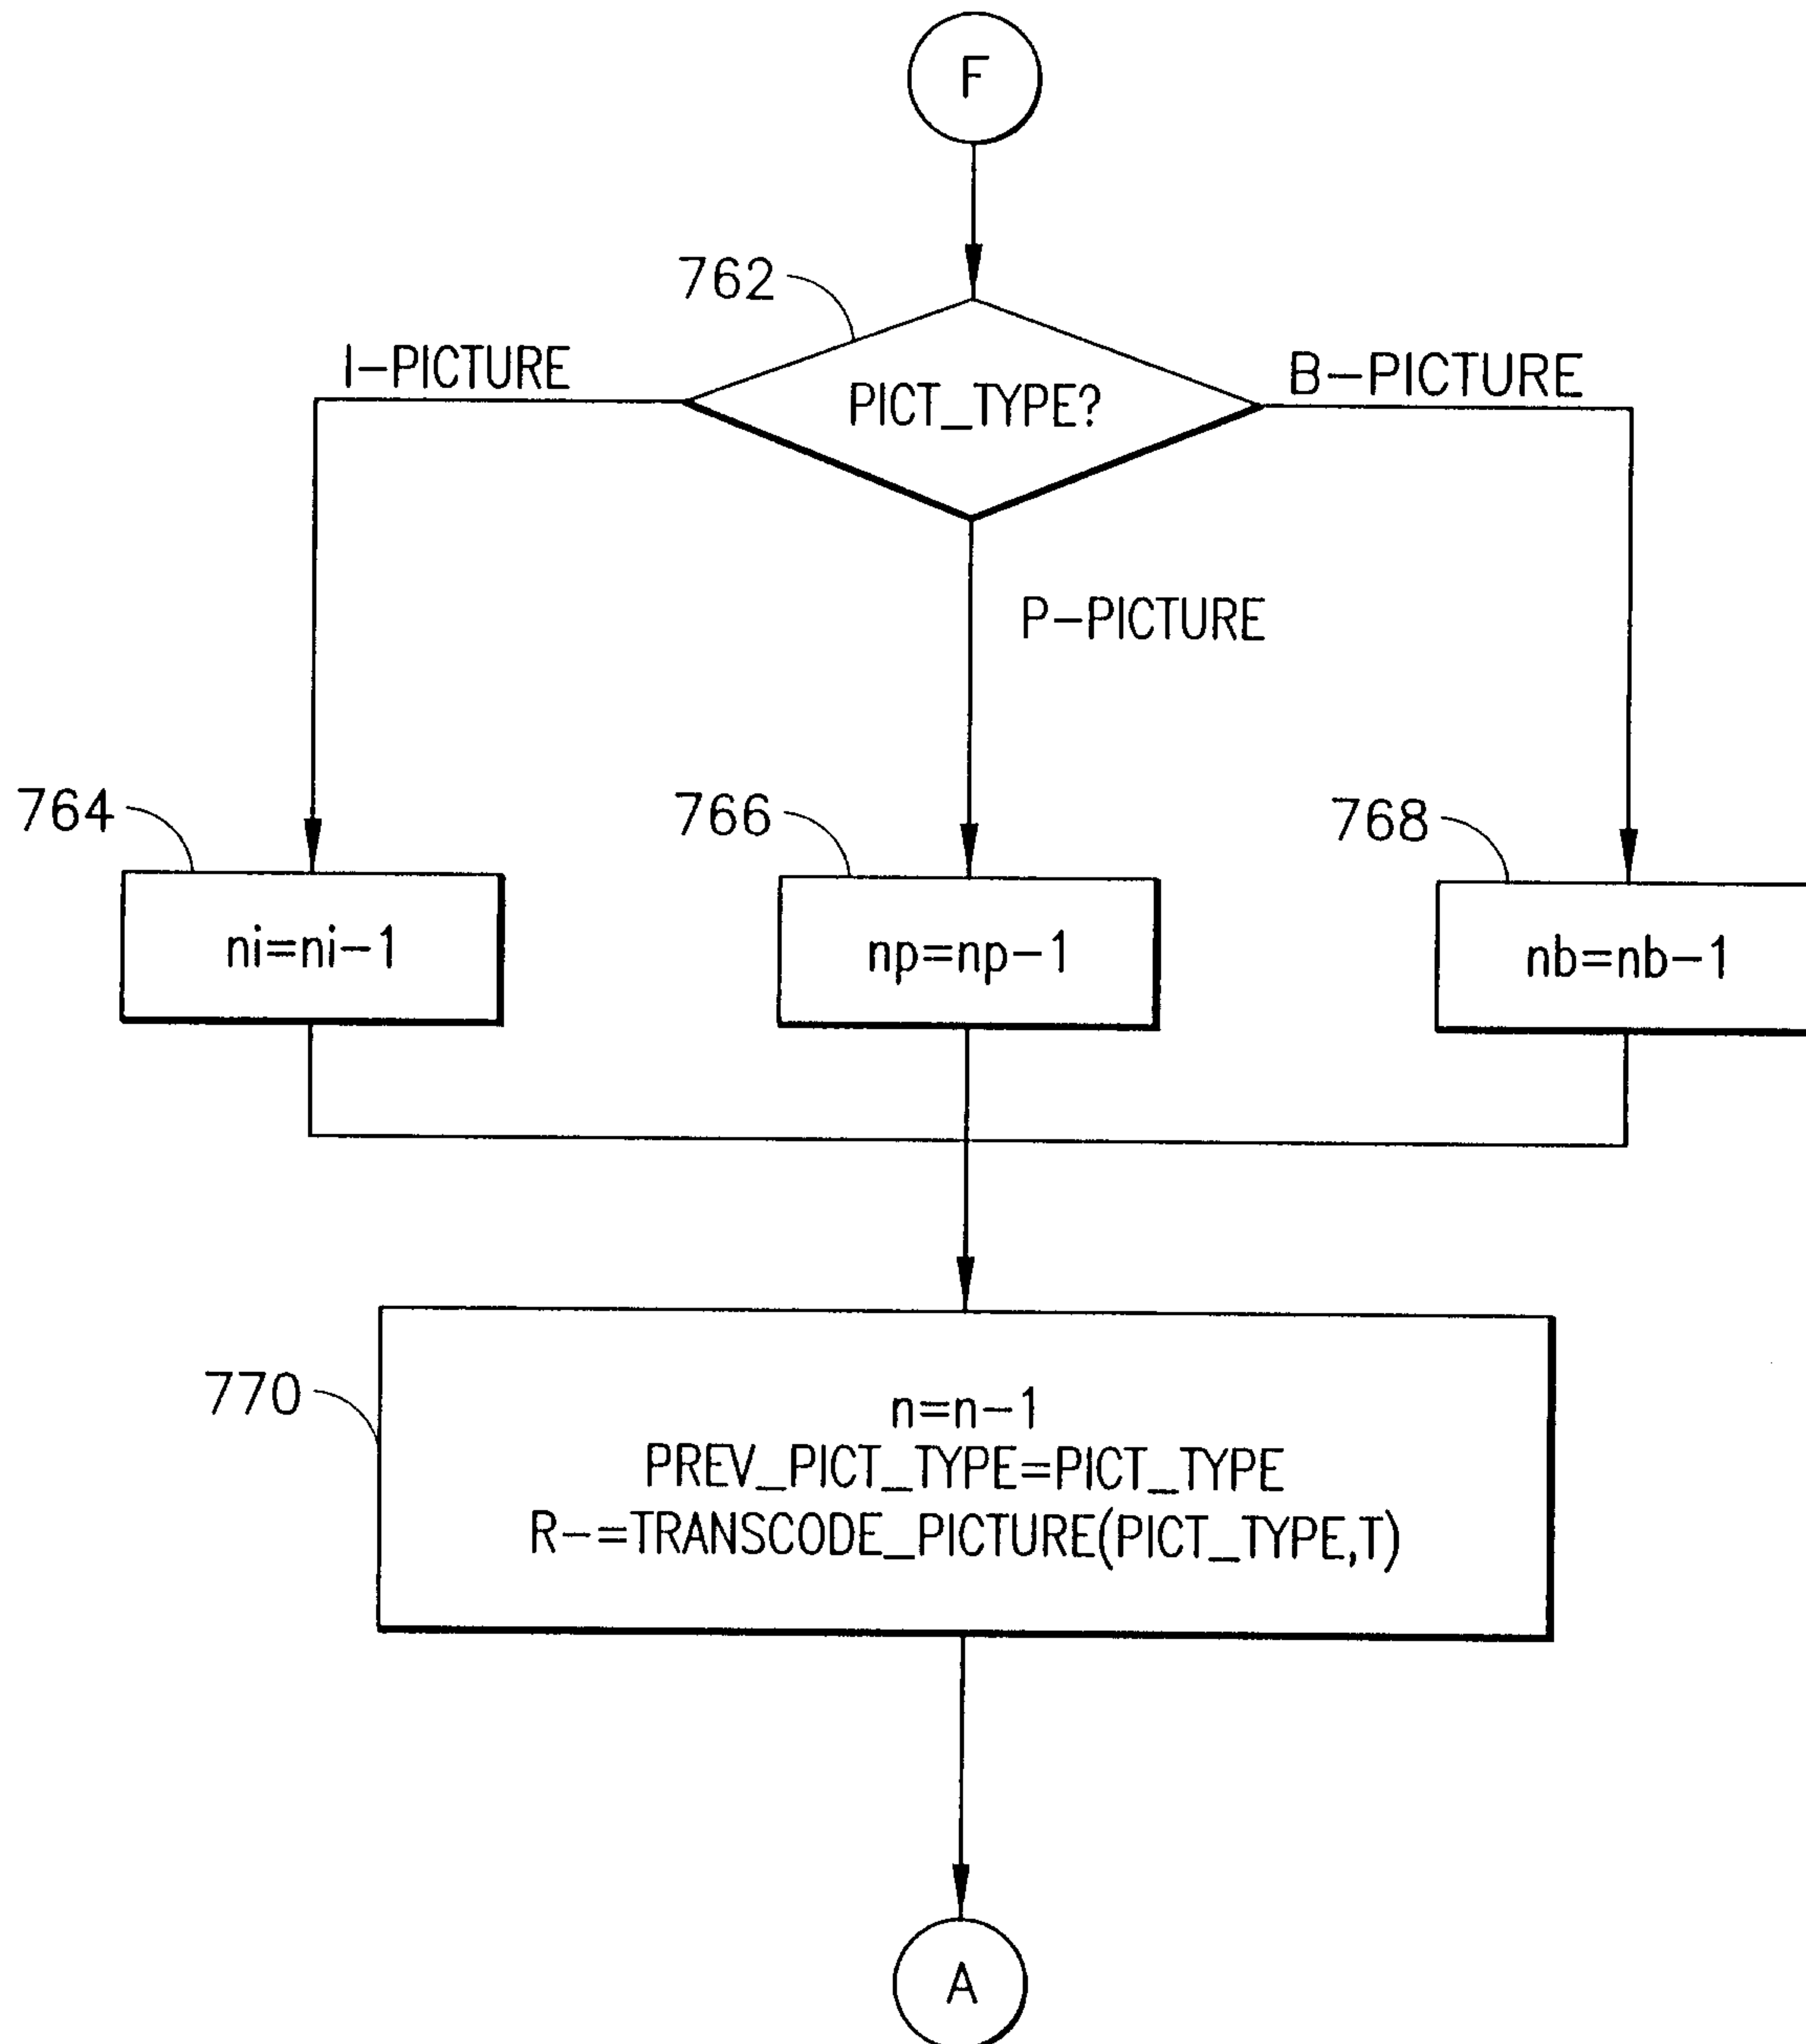 F
762
I-PICTURE
PICT_TYPE?
B-PICTURE
P-PICTURE
764
766
768
ni=ni-1
np=np-1
nb=nb-1
770
n=n-1
PREV_PICT_TYPE=PICT_TYPE
R-=TRANSCODE_PICTURE(PICT_TYPE,T)
A